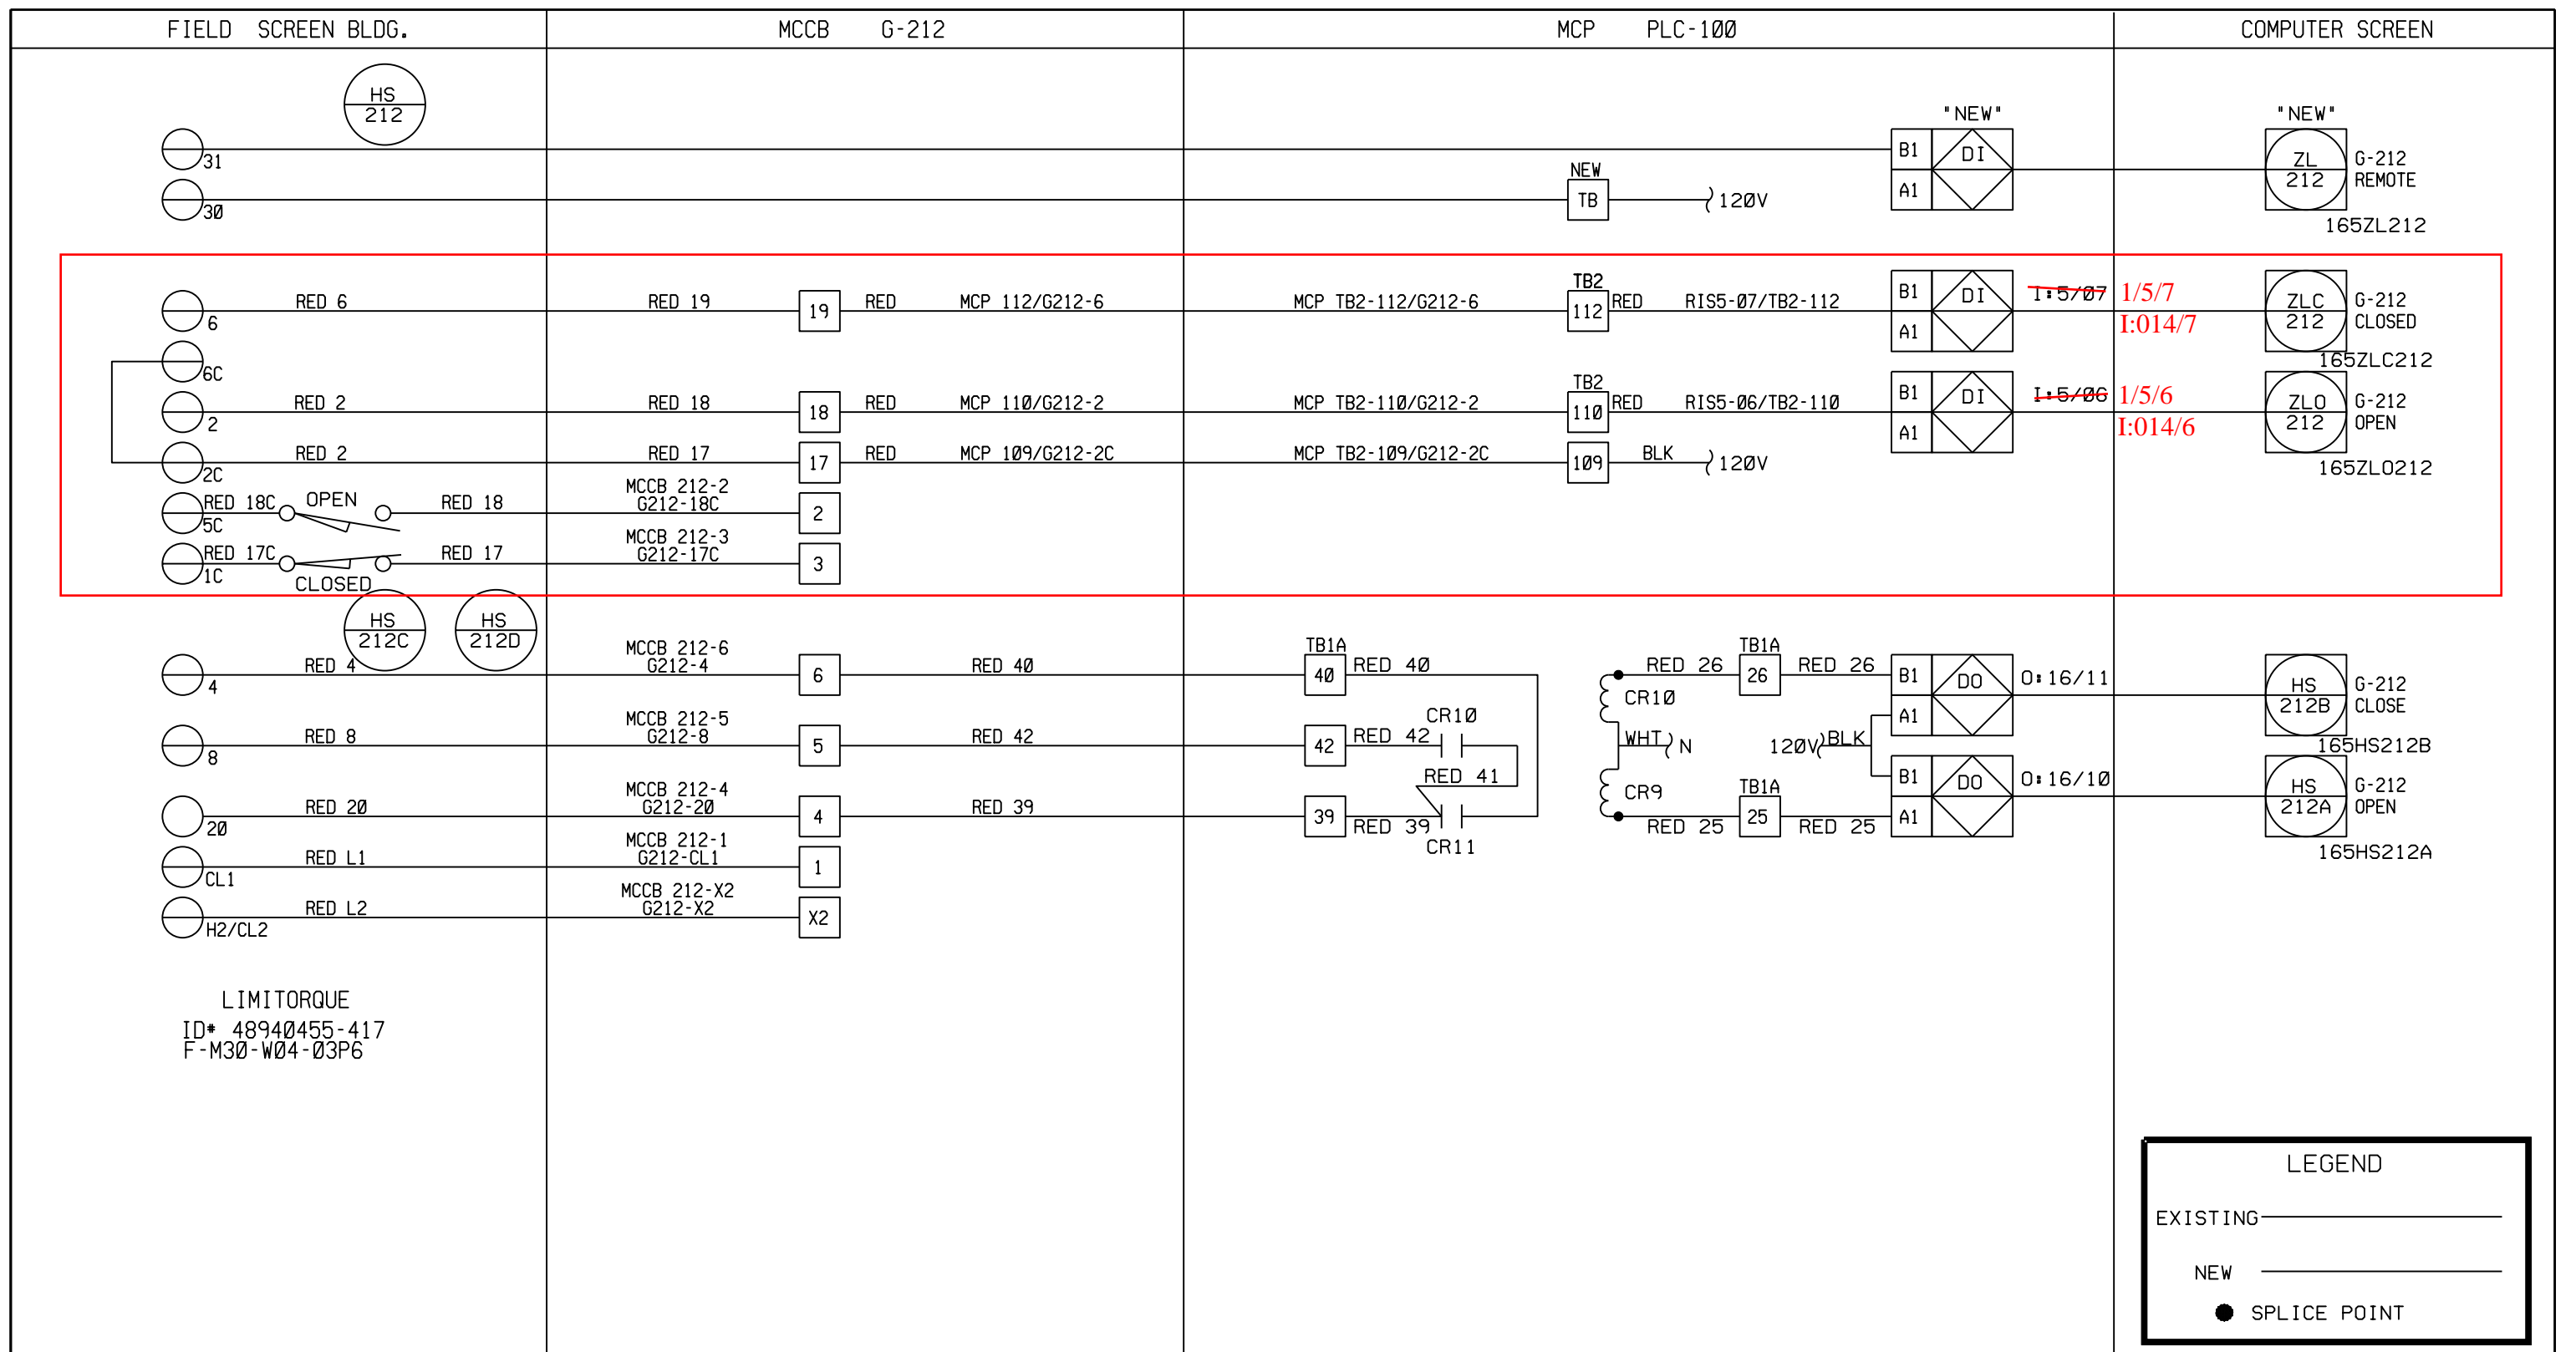 FIELD SCREEN BLDG.
MCCB G-212
MCP PLC-100
COMPUTER SCREEN
HS
212
"NEW"
"NEW"
31
B1
DI
A1
ZL
212
G-212
REMOTE
NEW
30
TB
120V
165ZL212
6
RED 6
RED 19
19
RED
MCP 112/G212-6
MCP TB2-112/G212-6
TB2
112
RED
RIS5-07/TB2-112
B1
DI
A1
I:5/07
1/5/7
I:014/7
ZLC
212
G-212
CLOSED
165ZLC212
6C
2
RED 2
RED 18
18
RED
MCP 110/G212-2
MCP TB2-110/G212-2
TB2
110
RED
RIS5-06/TB2-110
B1
DI
A1
I:5/06
1/5/6
I:014/6
ZLO
212
G-212
OPEN
165ZLO212
2C
RED 2
RED 17
17
RED
MCP 109/G212-2C
MCP TB2-109/G212-2C
109
BLK
120V
5C
RED 18C
OPEN
RED 18
MCCB 212-2
G212-18C
2
1C
RED 17C
CLOSED
RED 17
MCCB 212-3
G212-17C
3
HS
212C
HS
212D
4
RED 4
MCCB 212-6
G212-4
6
RED 40
TB1A
40
RED 40
CR10
RED 26
TB1A
26
RED 26
B1
DO
A1
O:16/11
HS
212B
G-212
CLOSE
165HS212B
8
RED 8
MCCB 212-5
G212-8
5
RED 42
42
RED 42
CR10
RED 41
WHT
N
120V
BLK
20
RED 20
MCCB 212-4
G212-20
4
RED 39
39
RED 39
CR11
CR9
RED 25
TB1A
25
RED 25
B1
DO
A1
O:16/10
HS
212A
G-212
OPEN
165HS212A
CL1
RED L1
MCCB 212-1
G212-CL1
1
H2/CL2
RED L2
MCCB 212-X2
G212-X2
X2
LIMITORQUE
ID# 48940455-417
F-M30-W04-03P6
LEGEND
EXISTING
NEW
SPLICE POINT